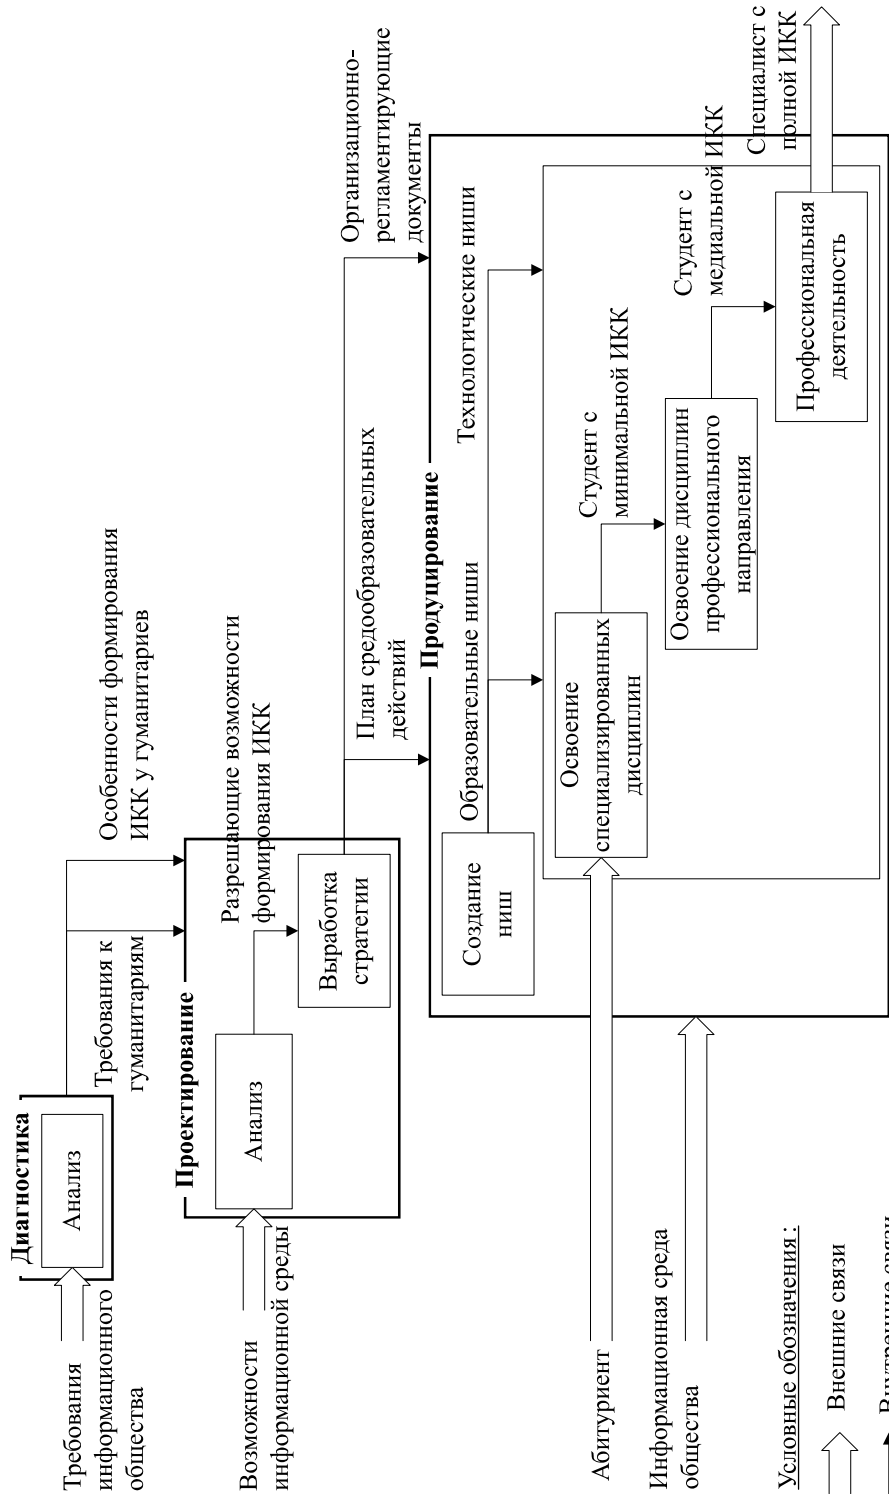 Диагностика
Анализ
Требования
информационного
общества
Требования к
гуманитариям
Особенности формирования
ИКК у гуманитариев
Проектирование
Анализ
Возможности
информационной среды
Разрешающие возможности
формирования ИКК
Выработка
стратегии
План средообразовательных
действий
Организационно-
регламентирующие
документы
Продуцирование
Создание
ниш
Образовательные ниши
Технологические ниши
Освоение
специализированных
дисциплин
Студент с
минимальной ИКК
Освоение дисциплин
профессионального
направления
Студент с
медиальной ИКК
Профессиональная
деятельность
Специалист с
полной ИКК
Абитуриент
Информационная среда
общества
Условные обозначения :
Внешние связи
Внутренние связи